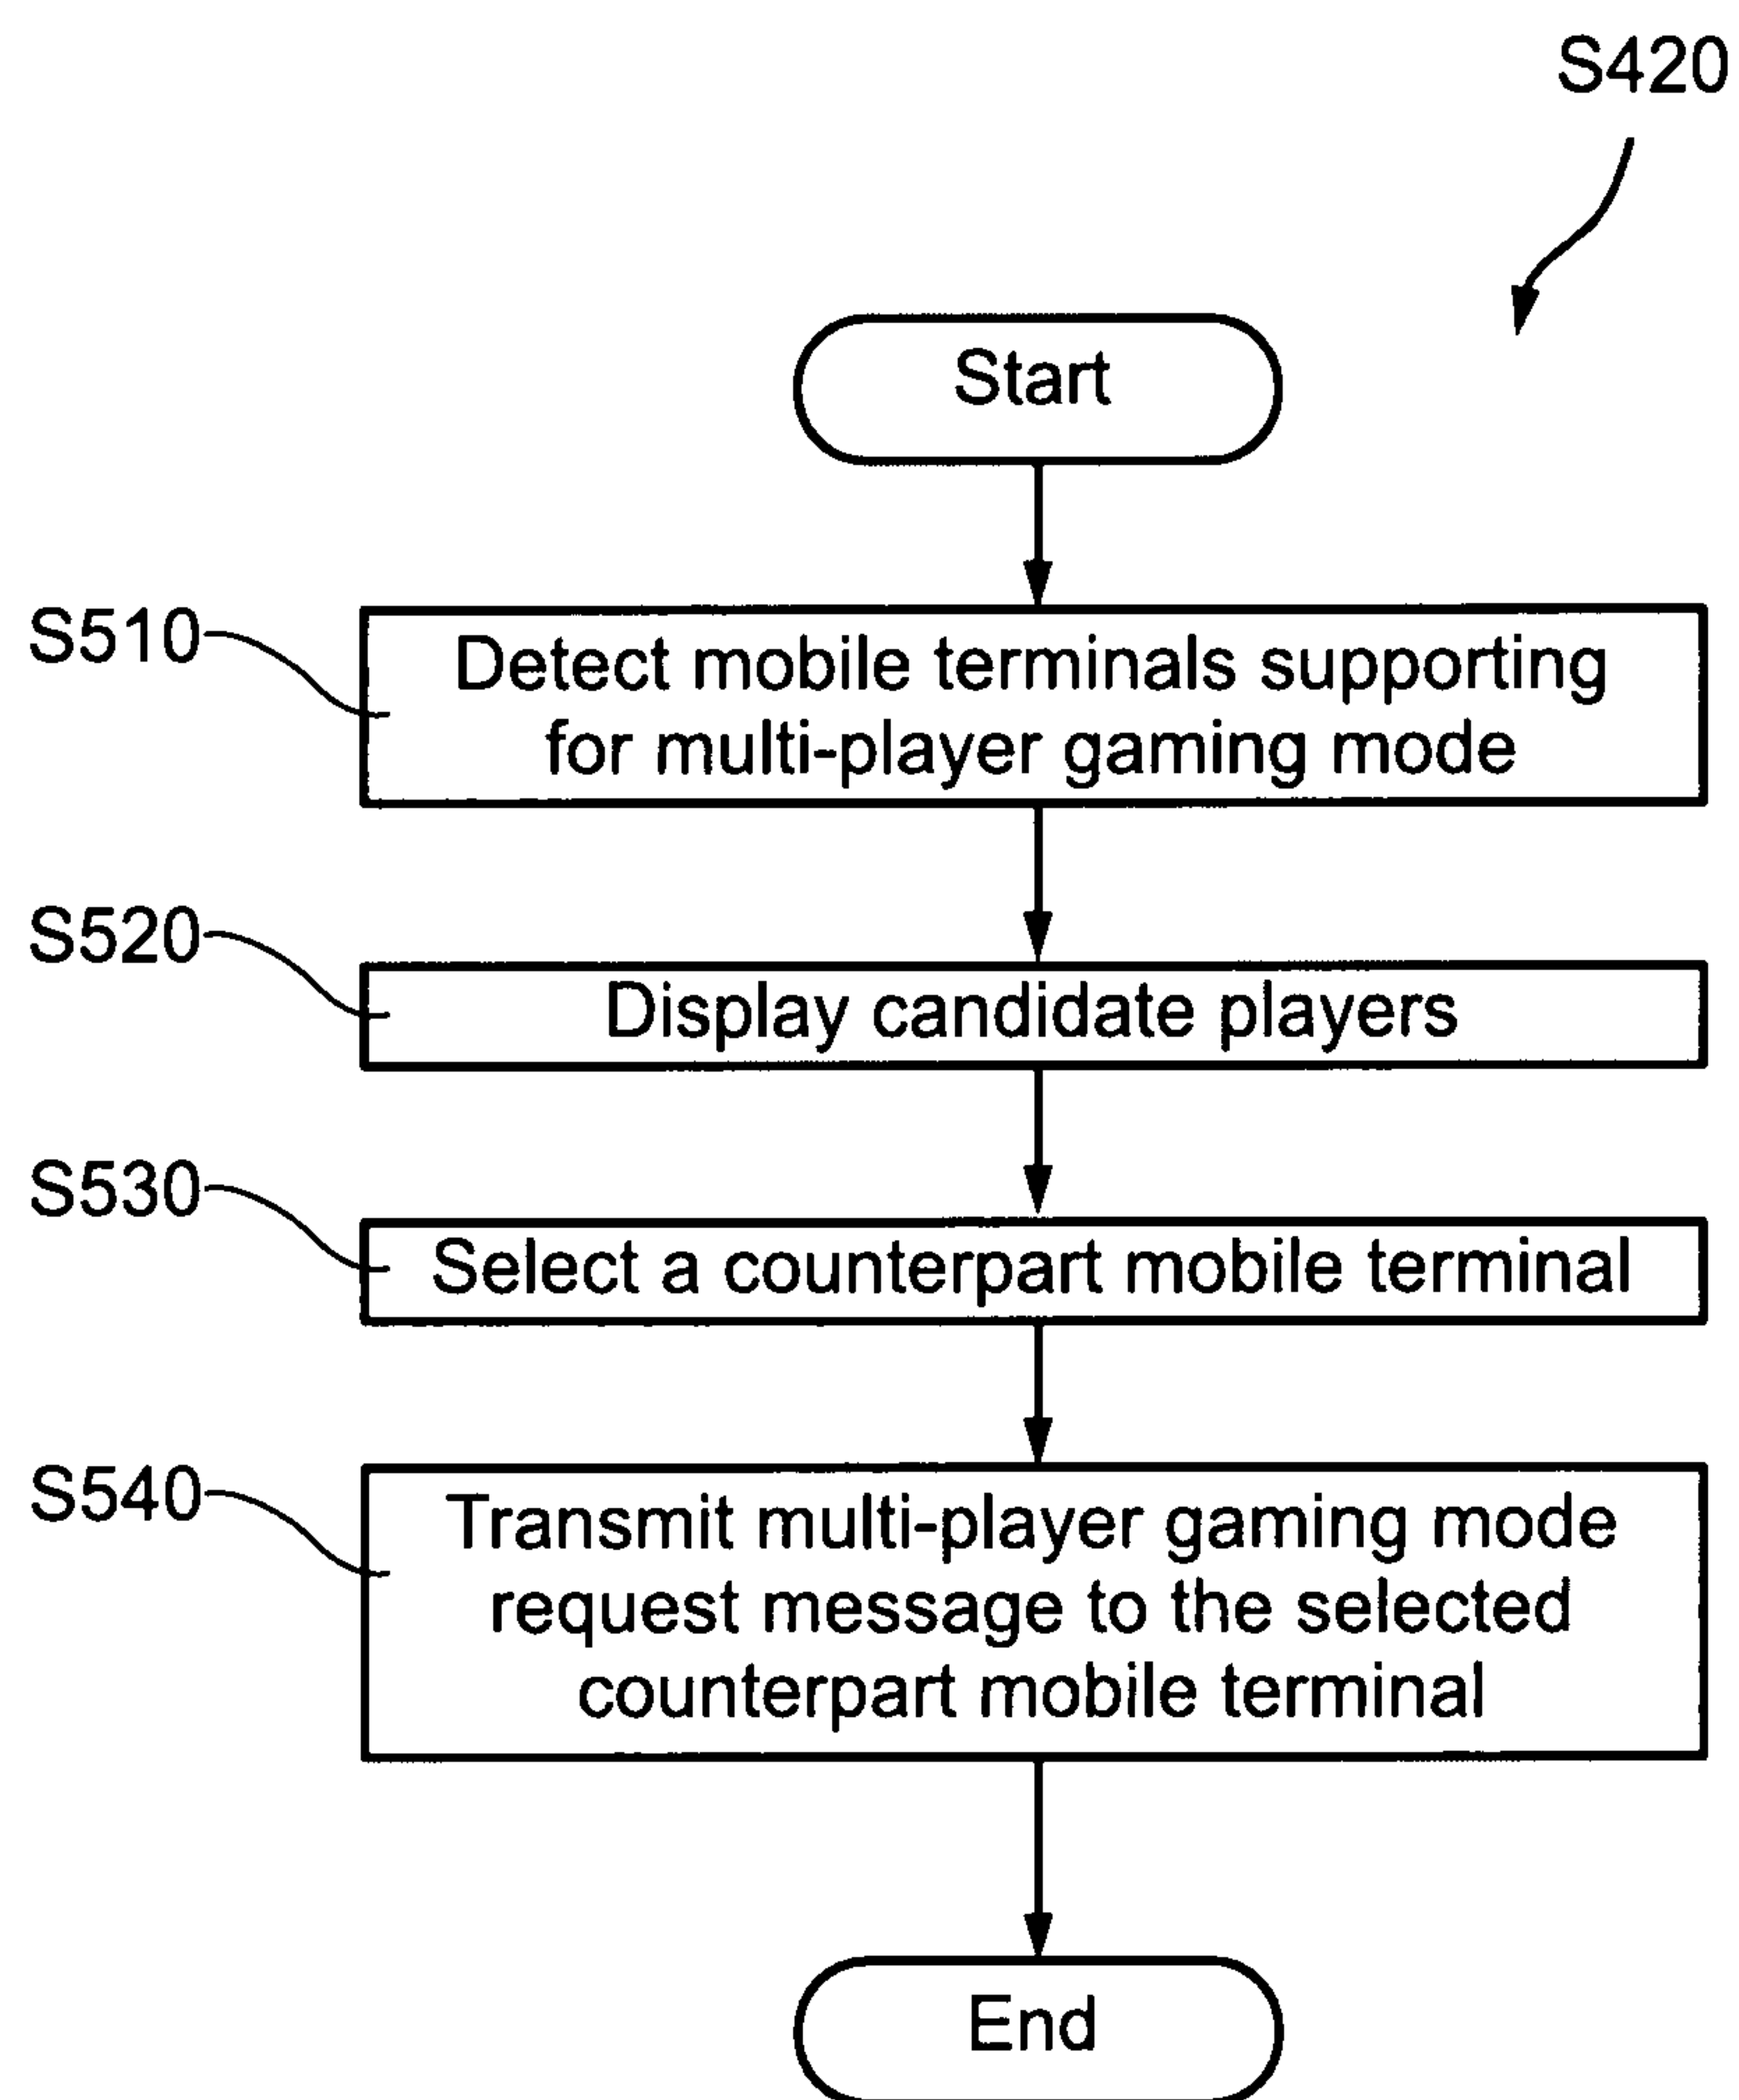 S420
Start
S510
Detect mobile terminals supporting
for multi-player gaming mode
S520
Display candidate players
S530
Select a counterpart mobile terminal
S540
Transmit multi-player gaming mode
request message to the selected
counterpart mobile terminal
End